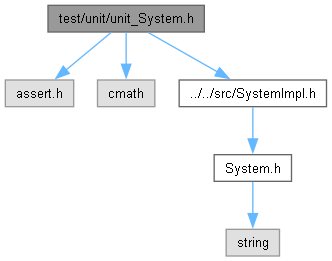 test/unit/unit_System.h
assert.h
cmath
../../src/SystemImpl.h
System.h
string